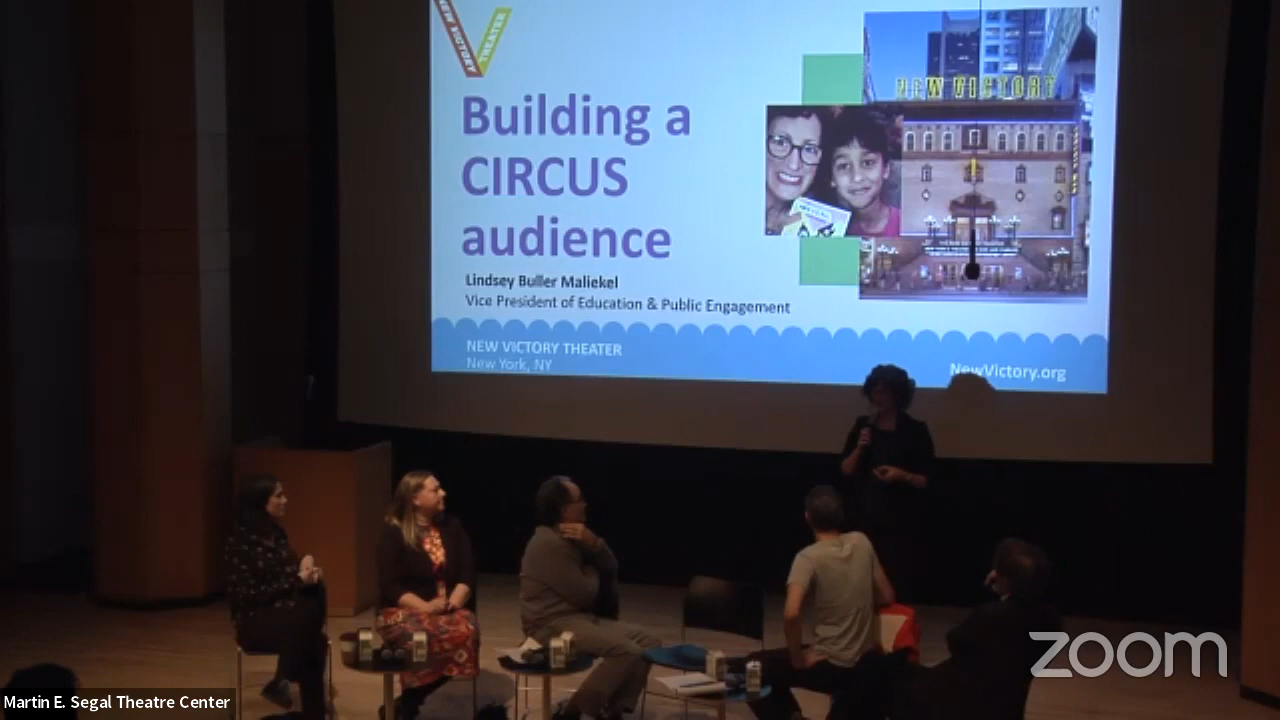 NEW VICTORY
THEATER
NEW VICTORY
Building a
CIRCUS
audience
Lindsey Buller Maliekel
Vice President of Education & Public Engagement
NEW VICTORY THEATER
New York, NY
NewVictory.org
Martin E. Segal Theatre Center
zoom